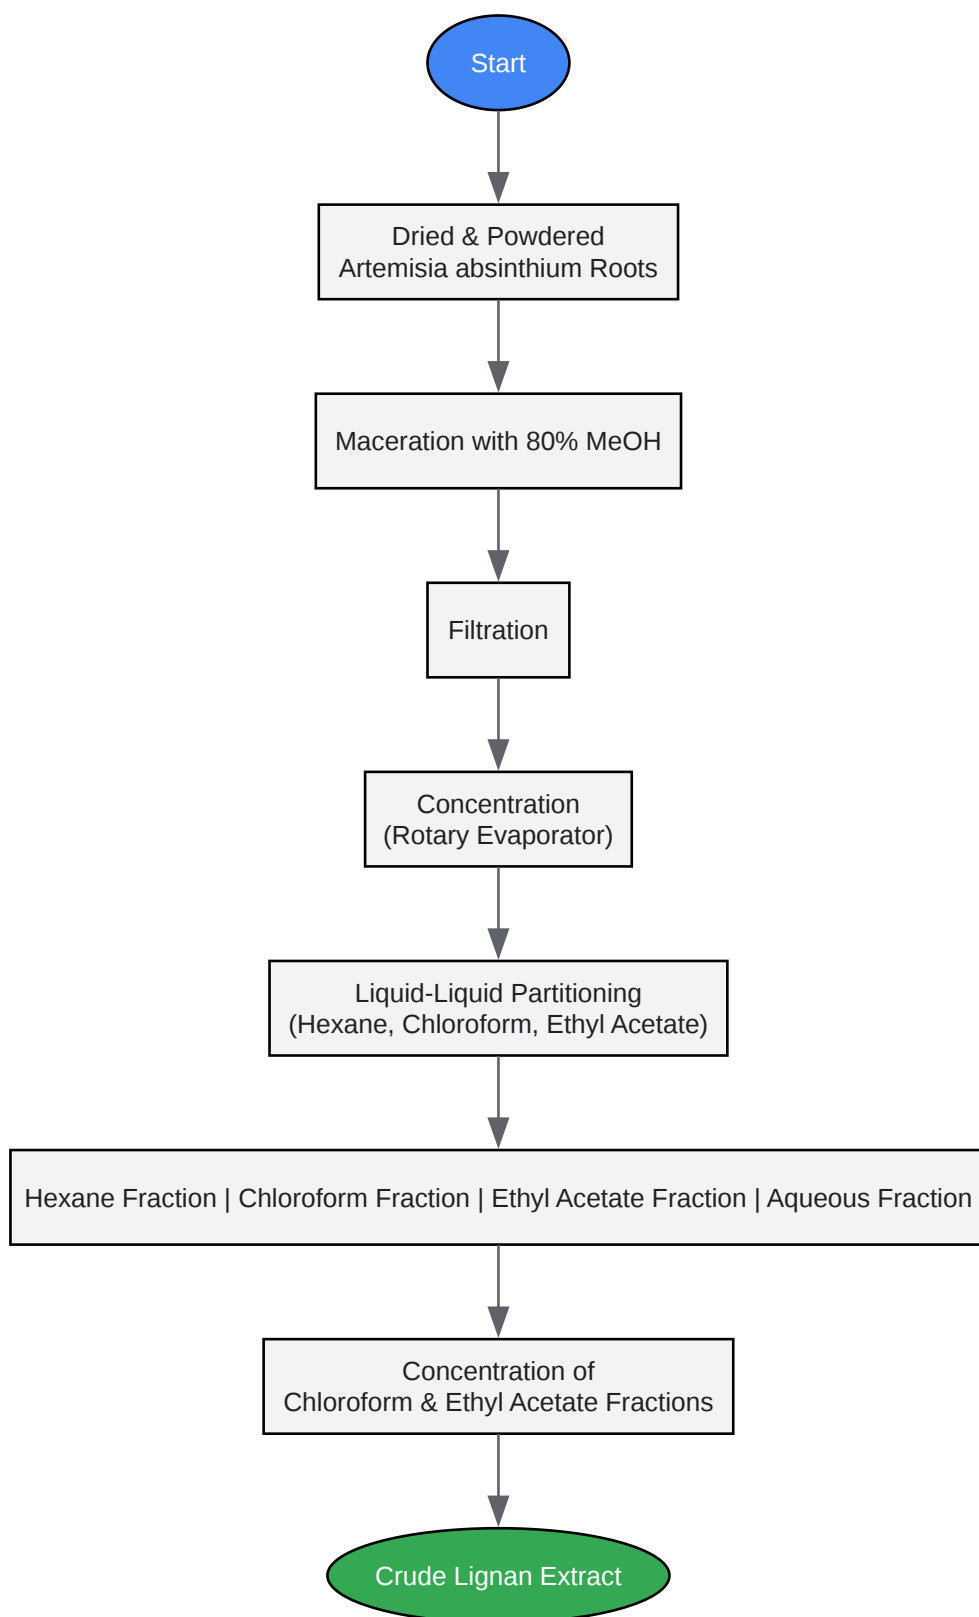 Start
Dried & Powdered
Artemisia absinthium Roots
Maceration with 80% MeOH
Filtration
Concentration
(Rotary Evaporator)
Liquid-Liquid Partitioning
(Hexane, Chloroform, Ethyl Acetate)
Hexane Fraction | Chloroform Fraction | Ethyl Acetate Fraction | Aqueous Fraction
Concentration of
Chloroform & Ethyl Acetate Fractions
Crude Lignan Extract